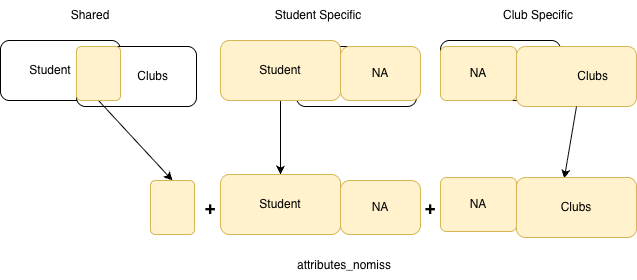 Shared
Student Specific
Club Specific
Student
Clubs
Student
NA
NA
Clubs
+
Student
NA
+
NA
Clubs
attributes_nomiss